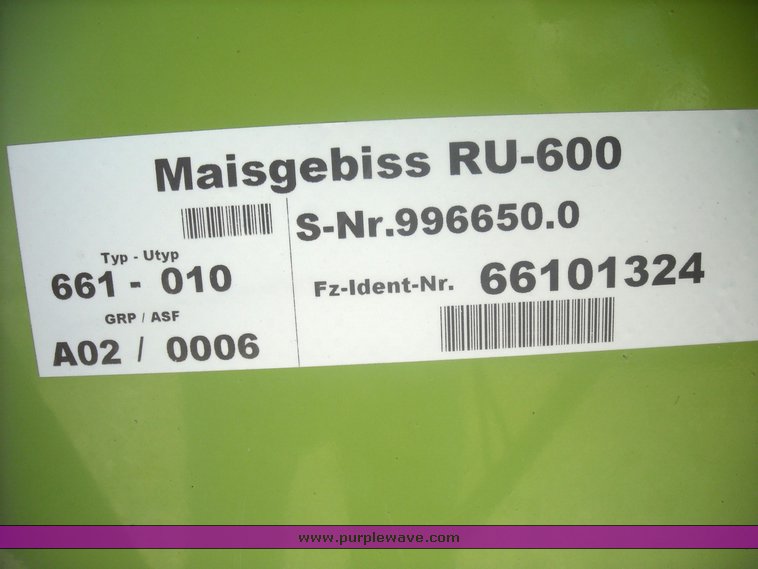 Maisgebiss RU-600
S-Nr.996650.0
Typ - Utyp
661 - 010
Fz-Ident-Nr. 66101324
GRP / ASF
A02 / 0006
www.purplewave.com